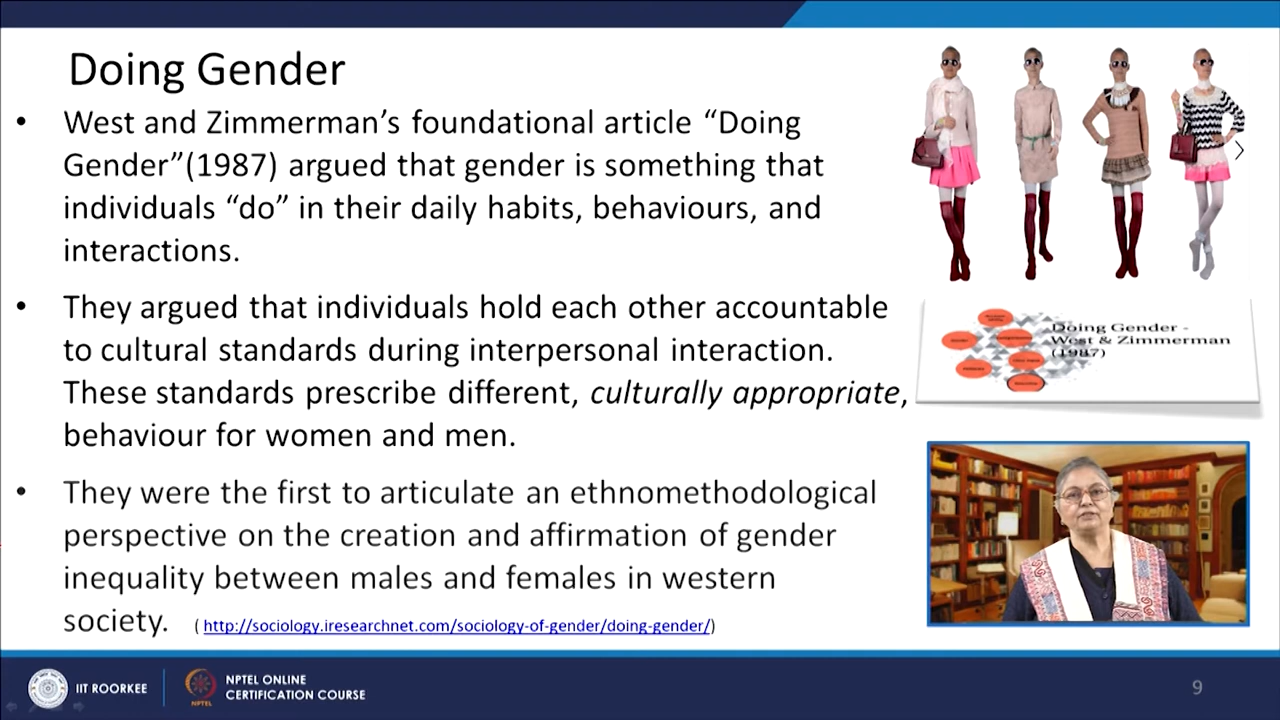 Doing Gender
• West and Zimmerman’s foundational article “Doing
Gender”(1987) argued that gender is something that
individuals “do” in their daily habits, behaviours, and
interactions.
• They argued that individuals hold each other accountable
to cultural standards during interpersonal interaction.
These standards prescribe different, culturally appropriate,
behaviour for women and men.
• They were the first to articulate an ethnomethodological
perspective on the creation and affirmation of gender
inequality between males and females in western
society. ( http://sociology.iresearchnet.com/sociology-of-gender/doing-gender/)
Doing Gender -
West & Zimmerman
(1987)
IIT ROORKEE
NPTEL
NPTEL ONLINE
CERTIFICATION COURSE
9